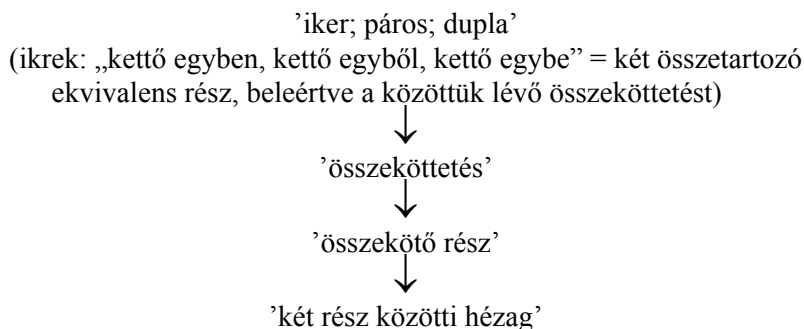 ’iker; páros; dupla’
(ikrek: „kettő egyben, kettő egyből, kettő egybe” = két összetartozó
ekvivalens rész, beleértve a közöttük lévő összeköttetést)
’összeköttetés’
’összekötő rész’
’két rész közötti hézag’